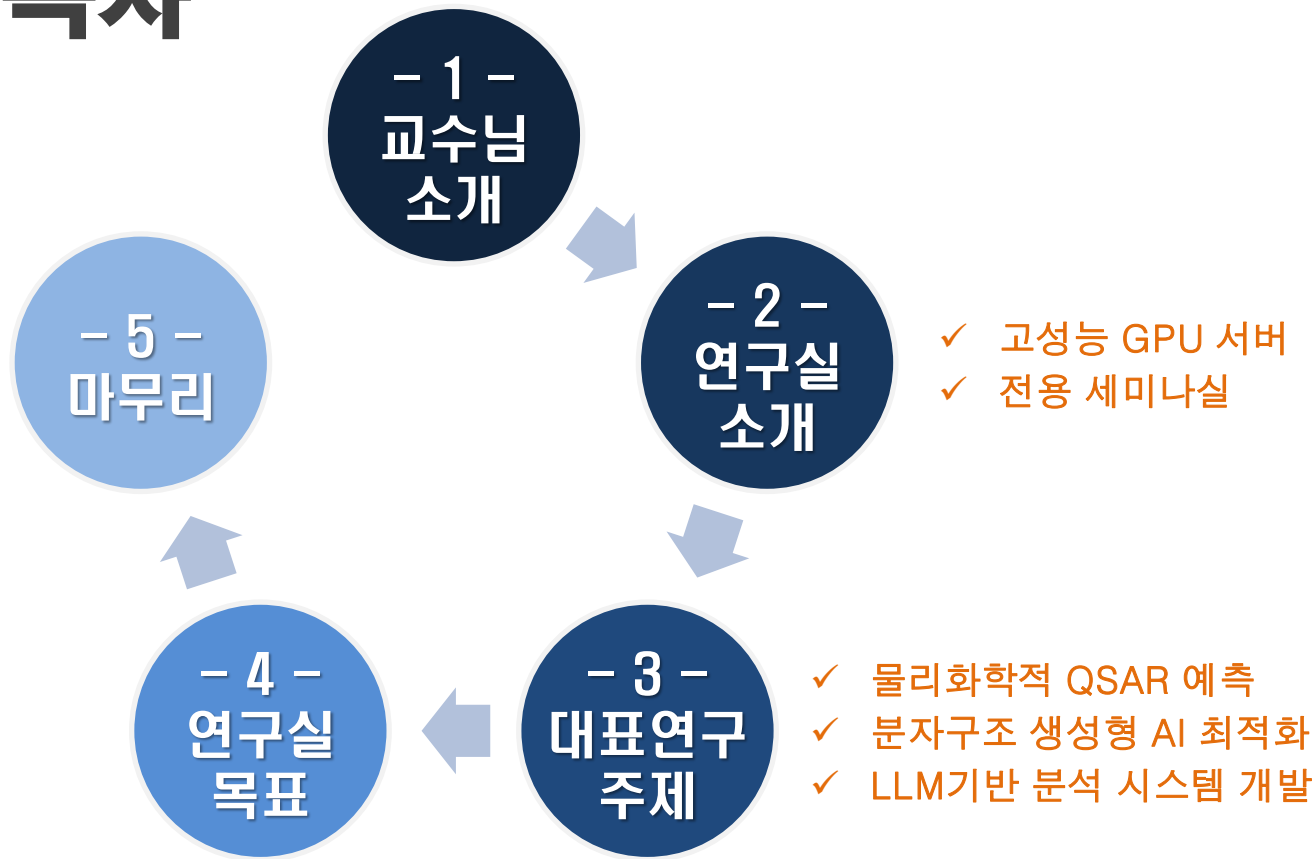 목차
- 1 -
교수님
소개
- 2 -
연구실
소개
✓ 고성능 GPU 서버
✓ 전용 세미나실
- 3 -
대표연구
주제
✓ 물리화학적 QSAR 예측
✓ 분자구조 생성형 AI 최적화
✓ LLM기반 분석 시스템 개발
- 4 -
연구실
목표
- 5 -
마무리